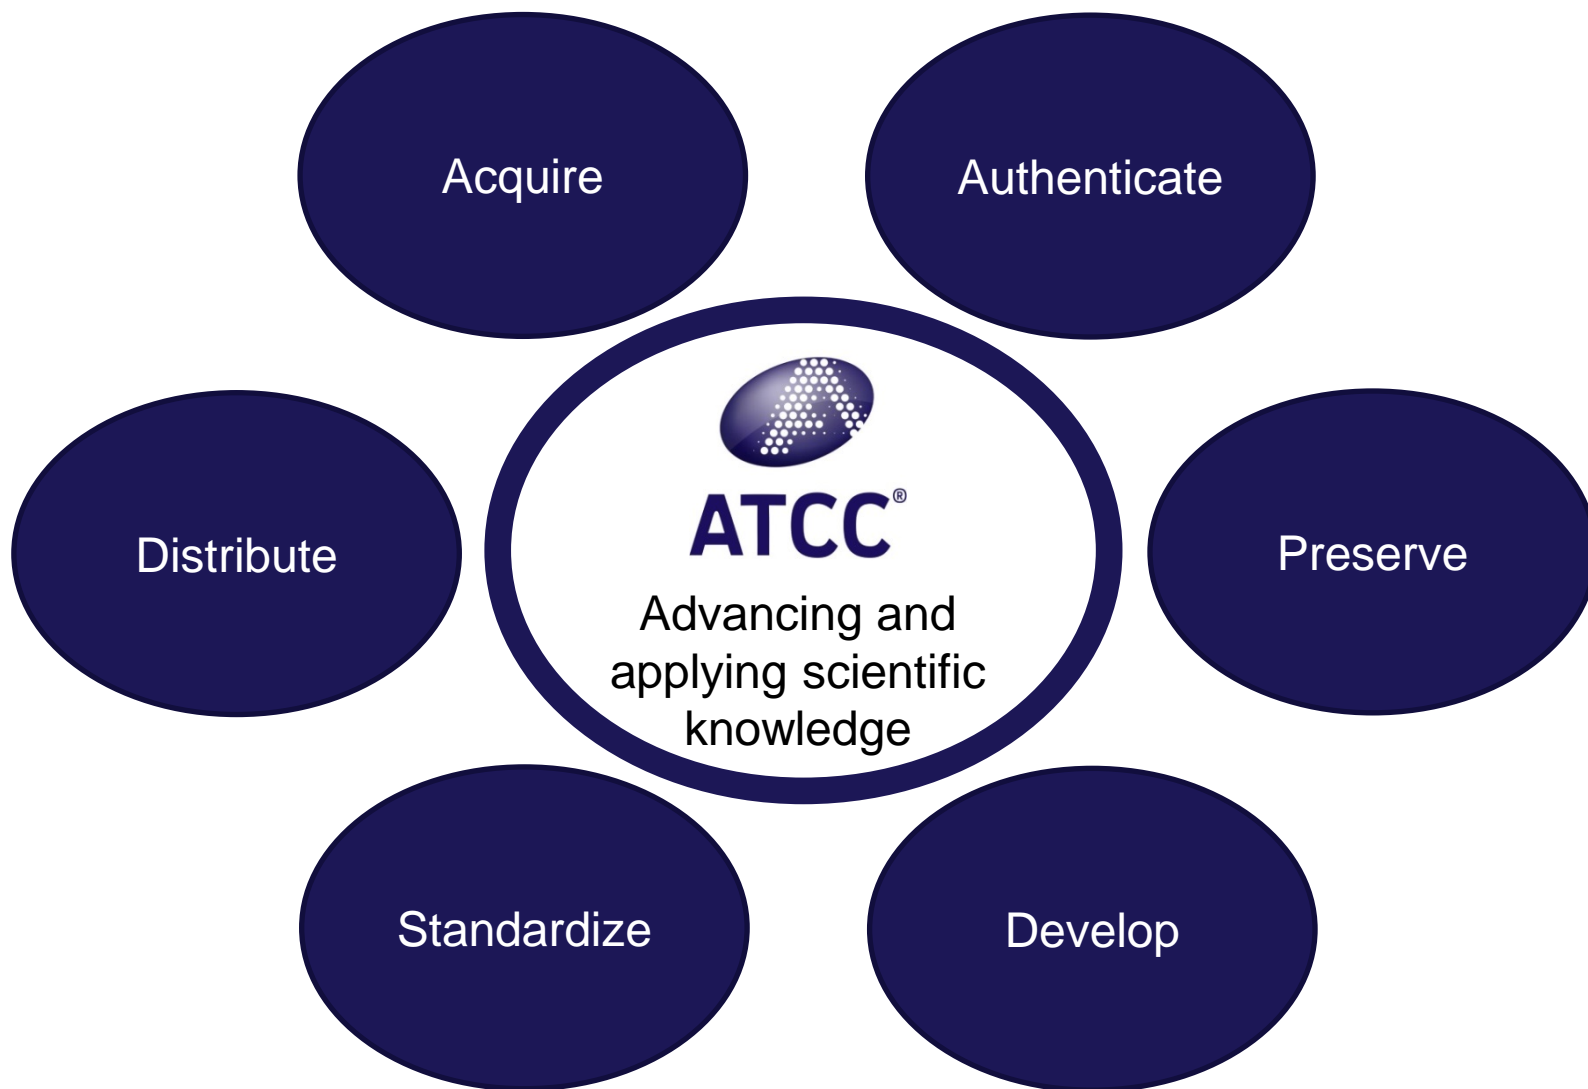 Acquire
Authenticate
ATCC®
Advancing and
applying scientific
knowledge
Distribute
Preserve
Standardize
Develop